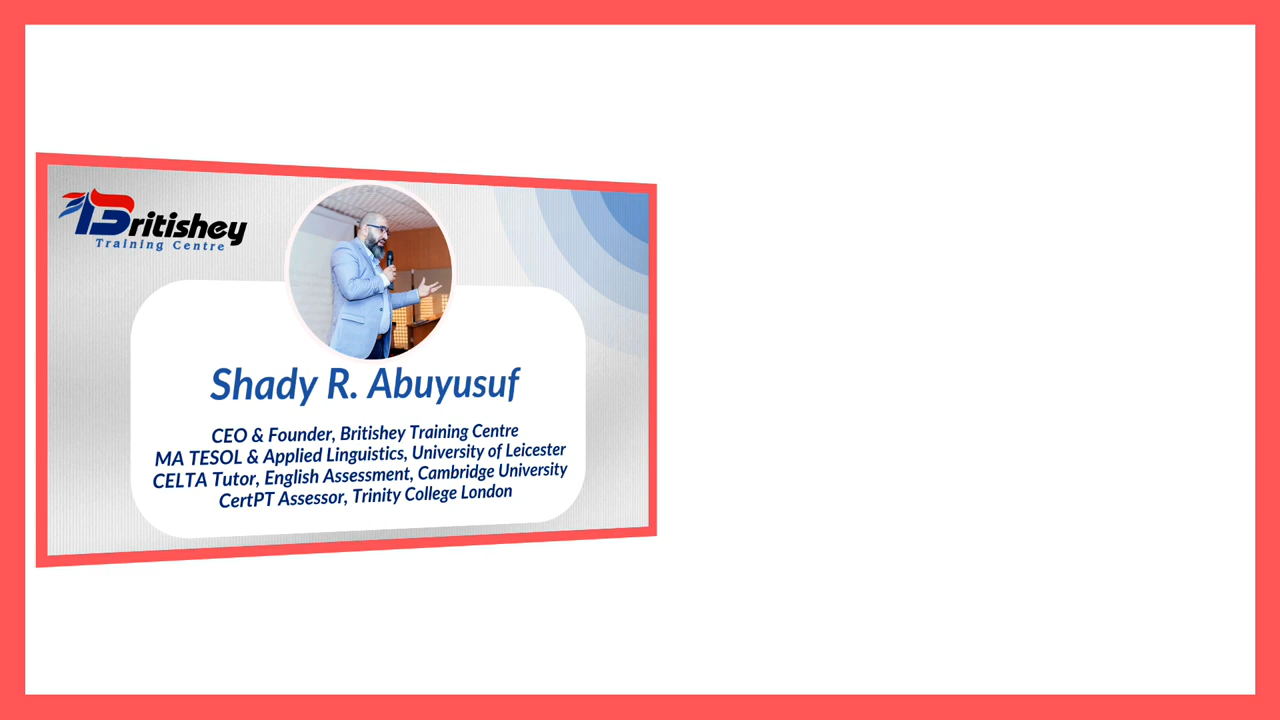 Britishey
Training Centre
Shady R. Abuyusuf
CEO & Founder, Britishey Training Centre
MA TESOL & Applied Linguistics, University of Leicester
CELTA Tutor, English Assessment, Cambridge University
CertPT Assessor, Trinity College London